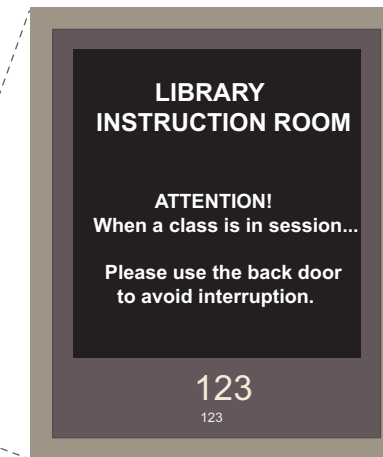 LIBRARY
INSTRUCTION ROOM
ATTENTION!
When a class is in session...
Please use the back door
to avoid interruption.
123
123